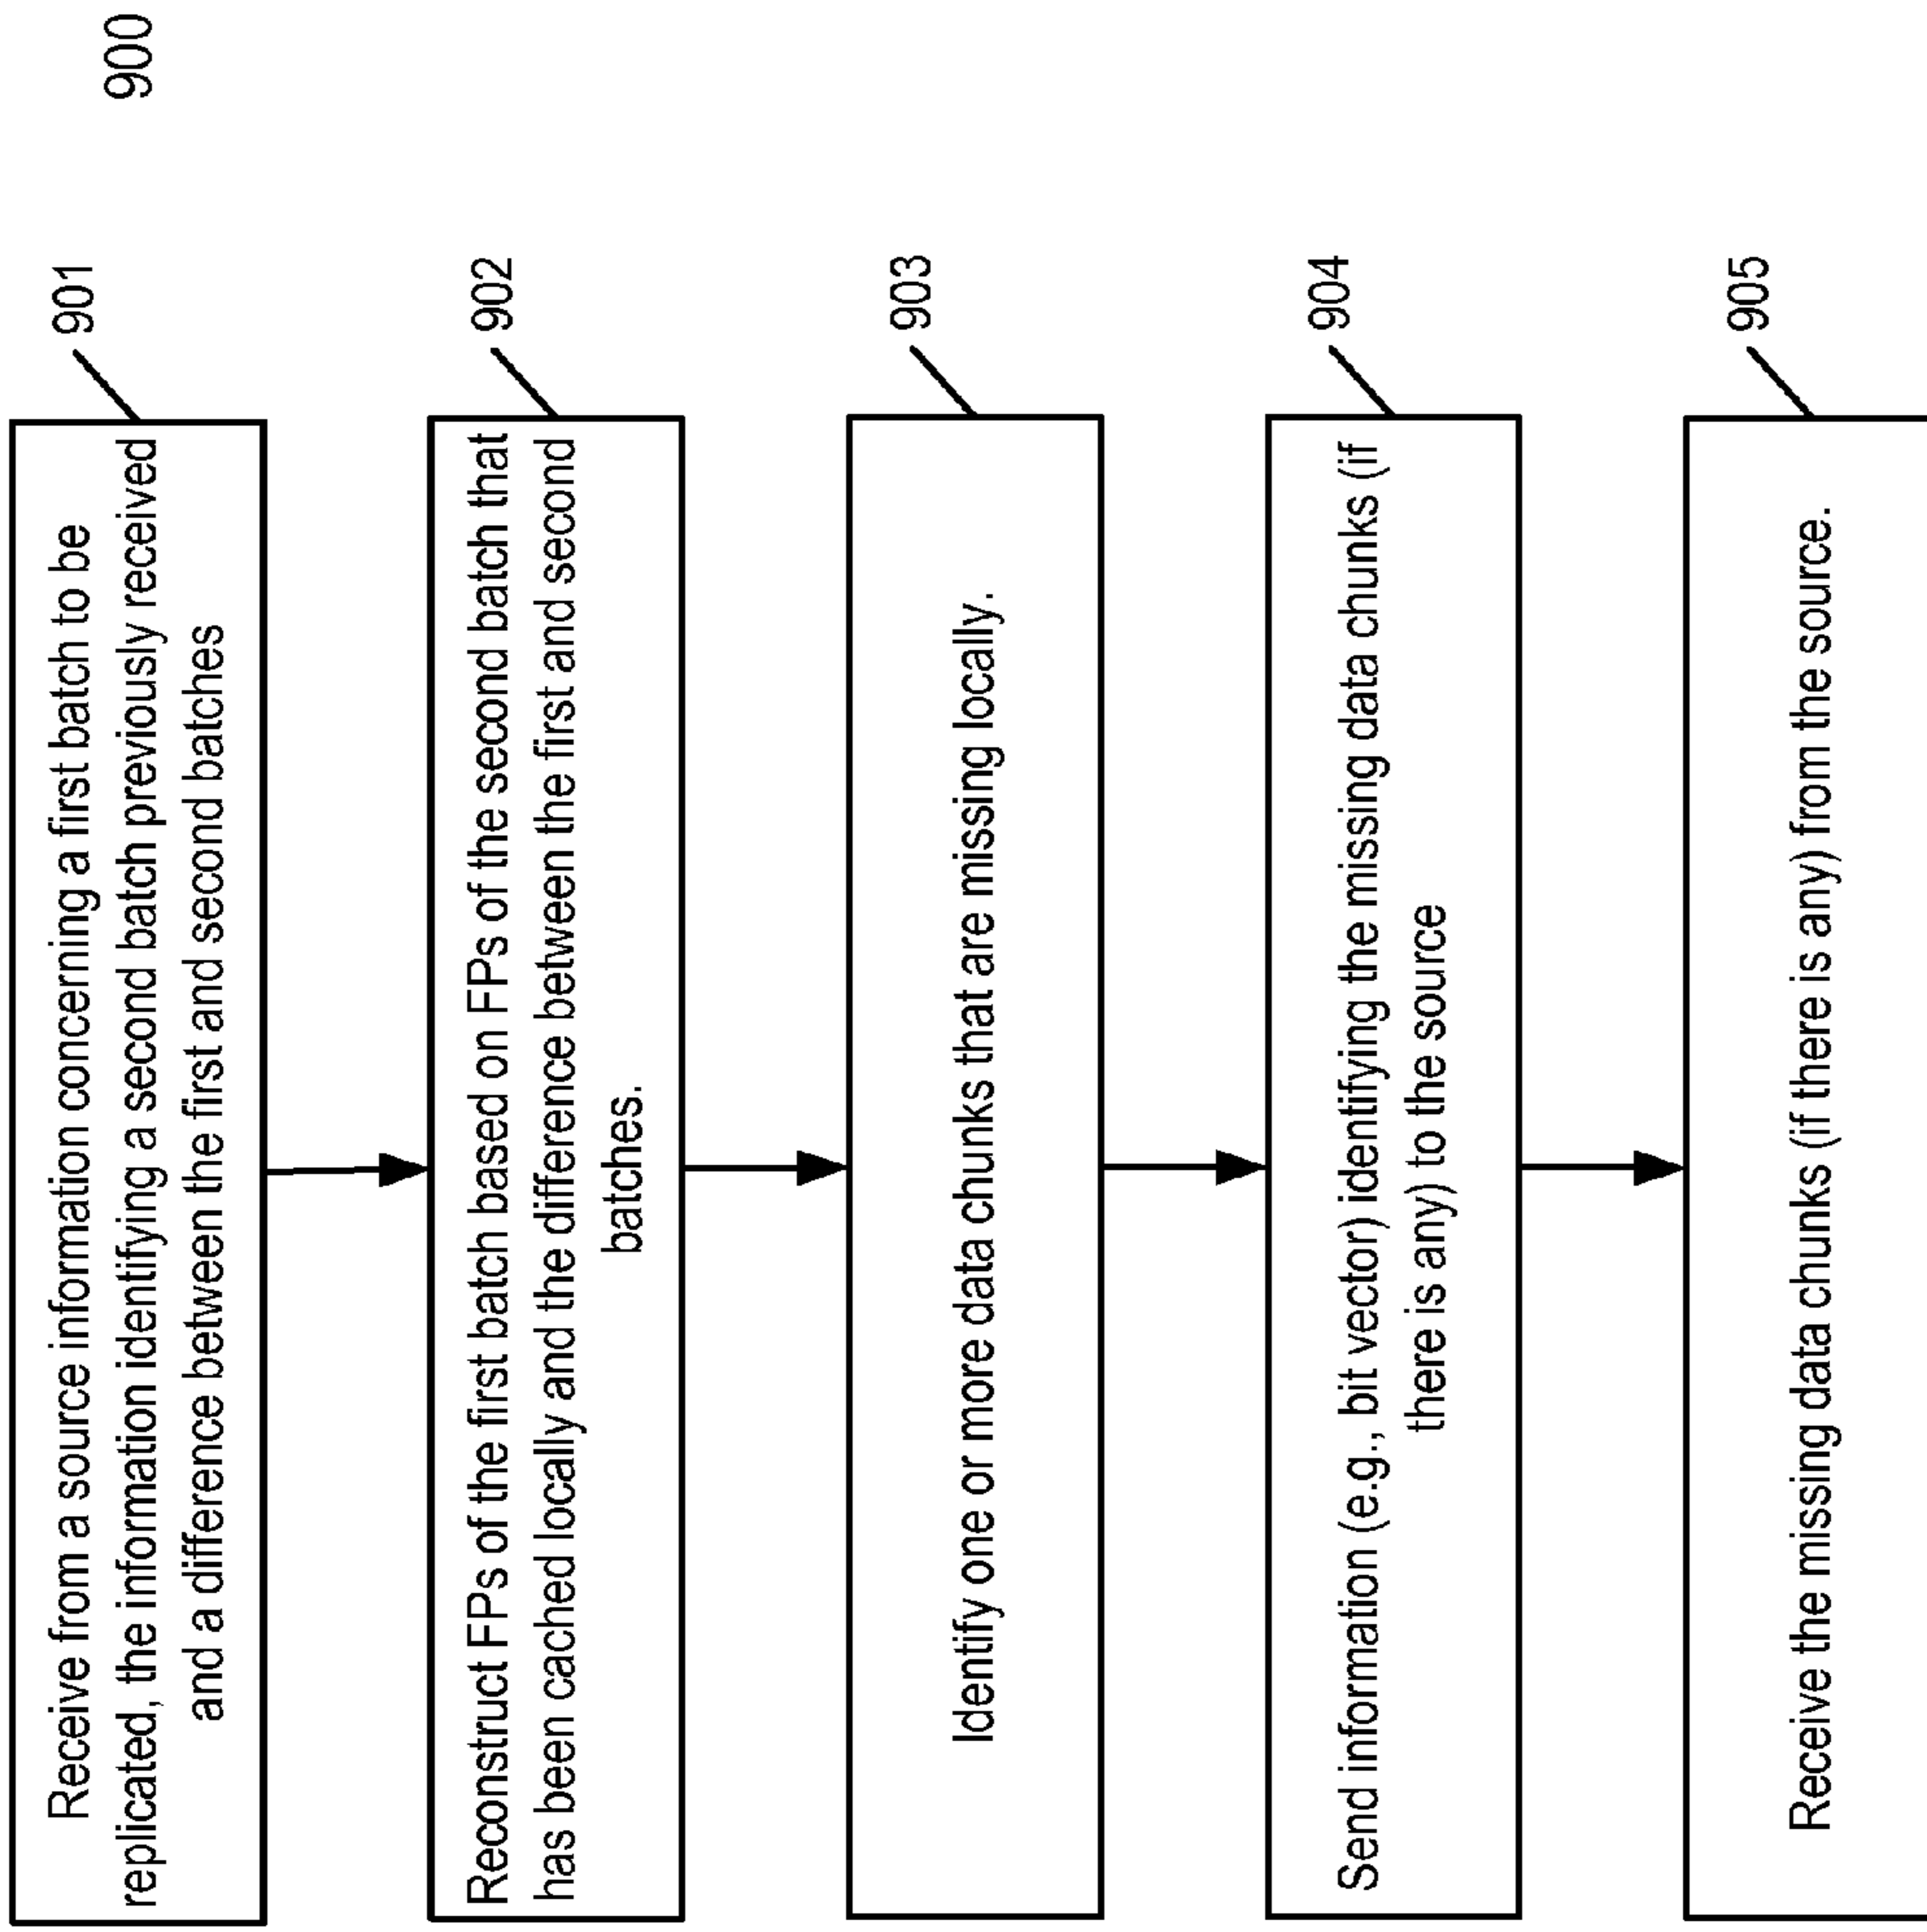 900
901
Receive from a source information concerning a first batch to be
replicated, the information identifying a second batch previously received
and a difference between the first and second batches
902
Reconstruct FPs of the first batch based on FPs of the second batch that
has been cached locally and the difference between the first and second
batches.
903
Identify one or more data chunks that are missing locally.
904
Send information (e.g., bit vector) identifying the missing data chunks (if
there is any) to the source
905
Receive the missing data chunks (if there is any) from the source.